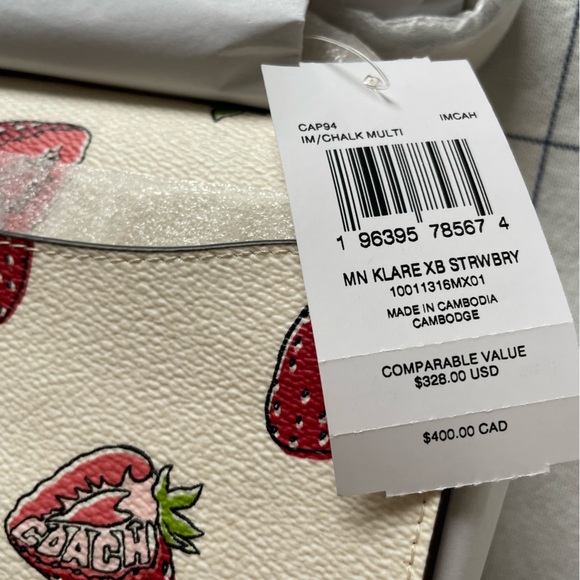 CAP94 IMCAH
IM/CHALK MULTI
1 96395 78567 4
MN KLARE XB STRWBRY
10011316MX01
MADE IN CAMBODIA
CAMBODGE
COMPARABLE VALUE
$328.00 USD
$400.00 CAD
COACH